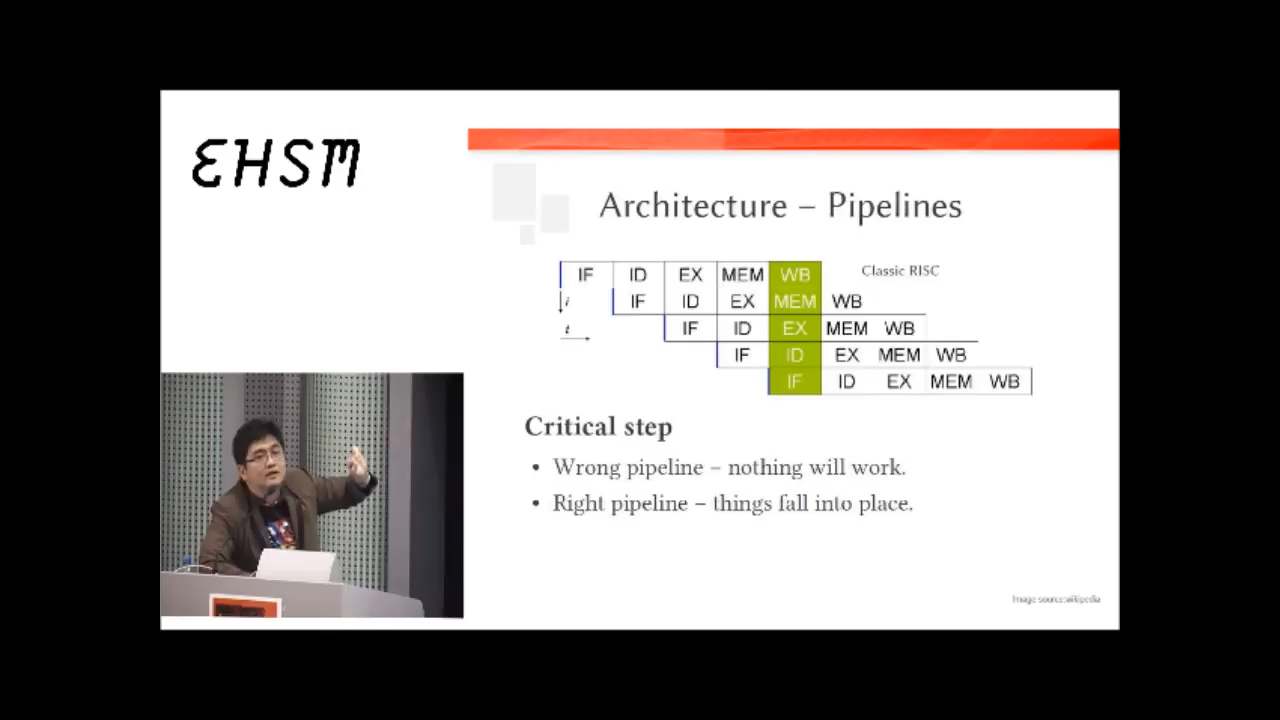 EHSM
Architecture – Pipelines
IF ID EX MEM WB Classic RISC
i IF ID EX MEM WB
t IF ID EX MEM WB
IF ID EX MEM WB
IF ID EX MEM WB
Critical step
• Wrong pipeline – nothing will work.
• Right pipeline – things fall into place.
Image source:wikipedia